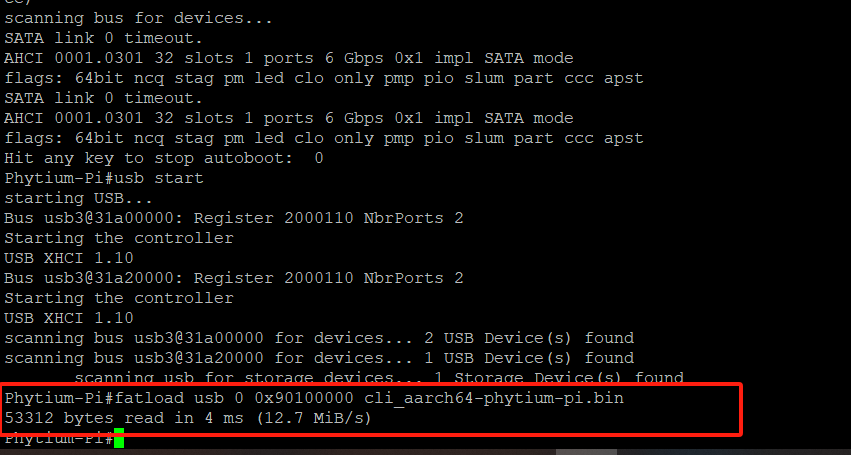 scanning bus for devices...
SATA link 0 timeout.
AHCI 0001.0301 32 slots 1 ports 6 Gbps 0x1 impl SATA mode
flags: 64bit ncq stag pm led clo only pmp pio slum part ccc apst
SATA link 0 timeout.
AHCI 0001.0301 32 slots 1 ports 6 Gbps 0x1 impl SATA mode
flags: 64bit ncq stag pm led clo only pmp pio slum part ccc apst
Hit any key to stop autoboot:  0
Phytium-Pi#usb start
starting USB...
Bus usb3@31a00000: Register 2000110 NbrPorts 2
Starting the controller
USB XHCI 1.10
Bus usb3@31a20000: Register 2000110 NbrPorts 2
Starting the controller
USB XHCI 1.10
scanning bus usb3@31a00000 for devices... 2 USB Device(s) found
scanning bus usb3@31a20000 for devices... 1 USB Device(s) found
       scanning usb for storage devices... 1 Storage Device(s) found
Phytium-Pi#fatload usb 0 0x90100000 cli_aarch64-phytium-pi.bin
53312 bytes read in 4 ms (12.7 MiB/s)
Phytium-Pi#